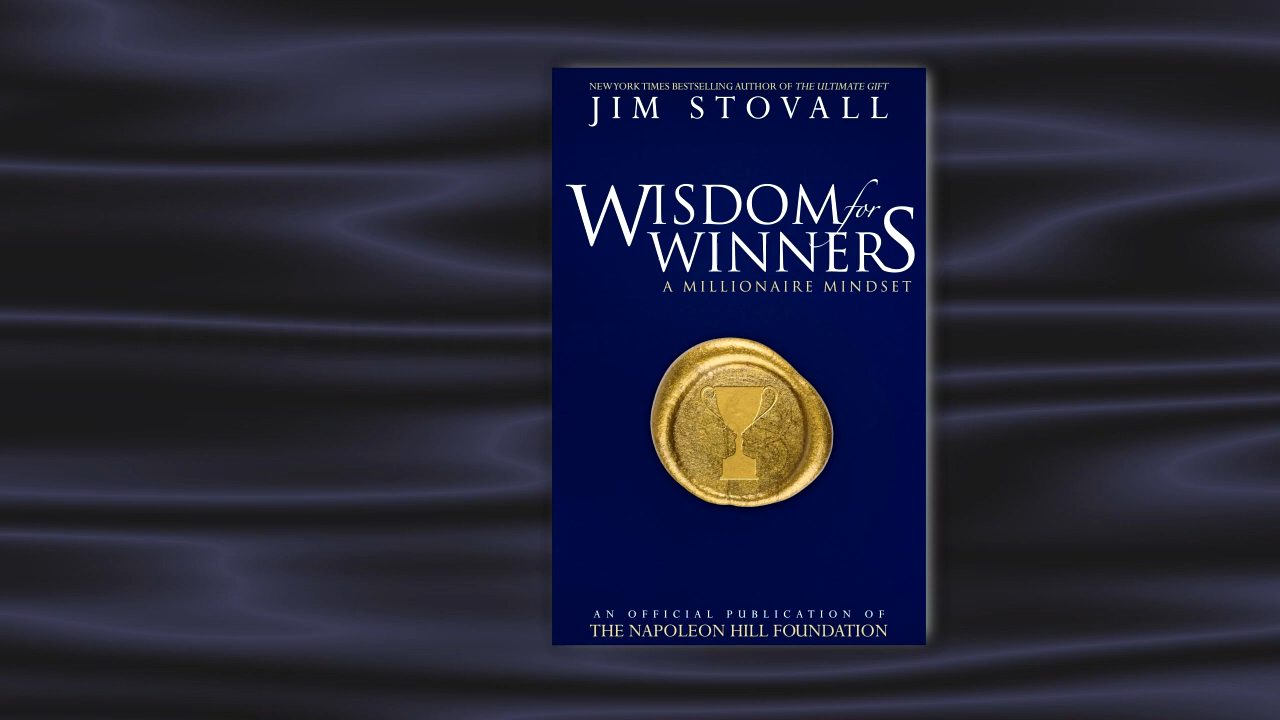 NEW YORK TIMES BESTSELLING AUTHOR OF THE ULTIMATE GIFT
JIM STOVALL
WISDOM for
WINNERS
A MILLIONAIRE MINDSET
AN OFFICIAL PUBLICATION OF
THE NAPOLEON HILL FOUNDATION